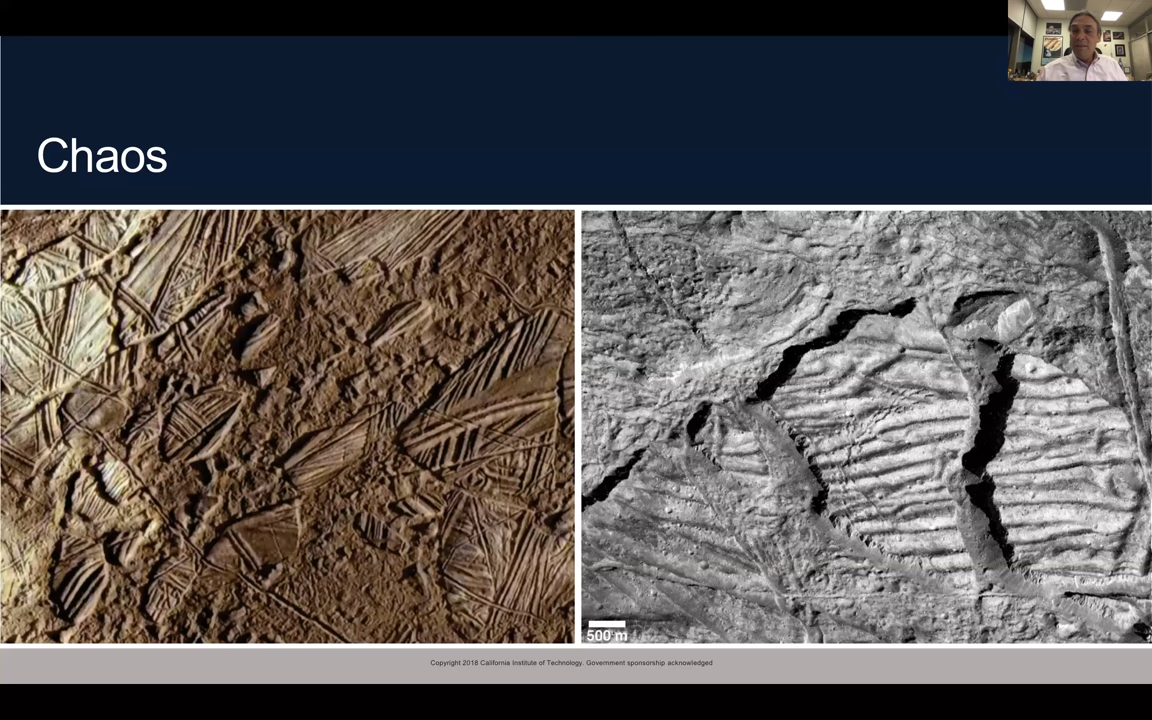 Chaos
500 m
Copyright 2018 California Institute of Technology. Government sponsorship acknowledged